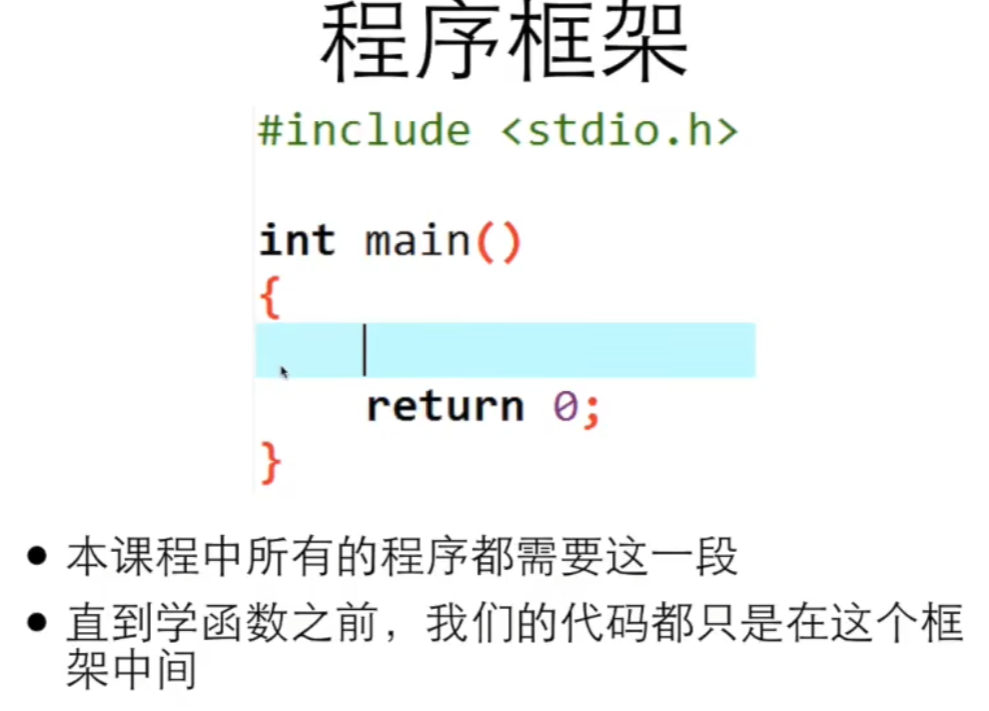 程序框架
#include <stdio.h>
int main()
{
return 0;
}
• 本课程中所有的程序都需要这一段
• 直到学函数之前，我们的代码都只是在这个框
架中间